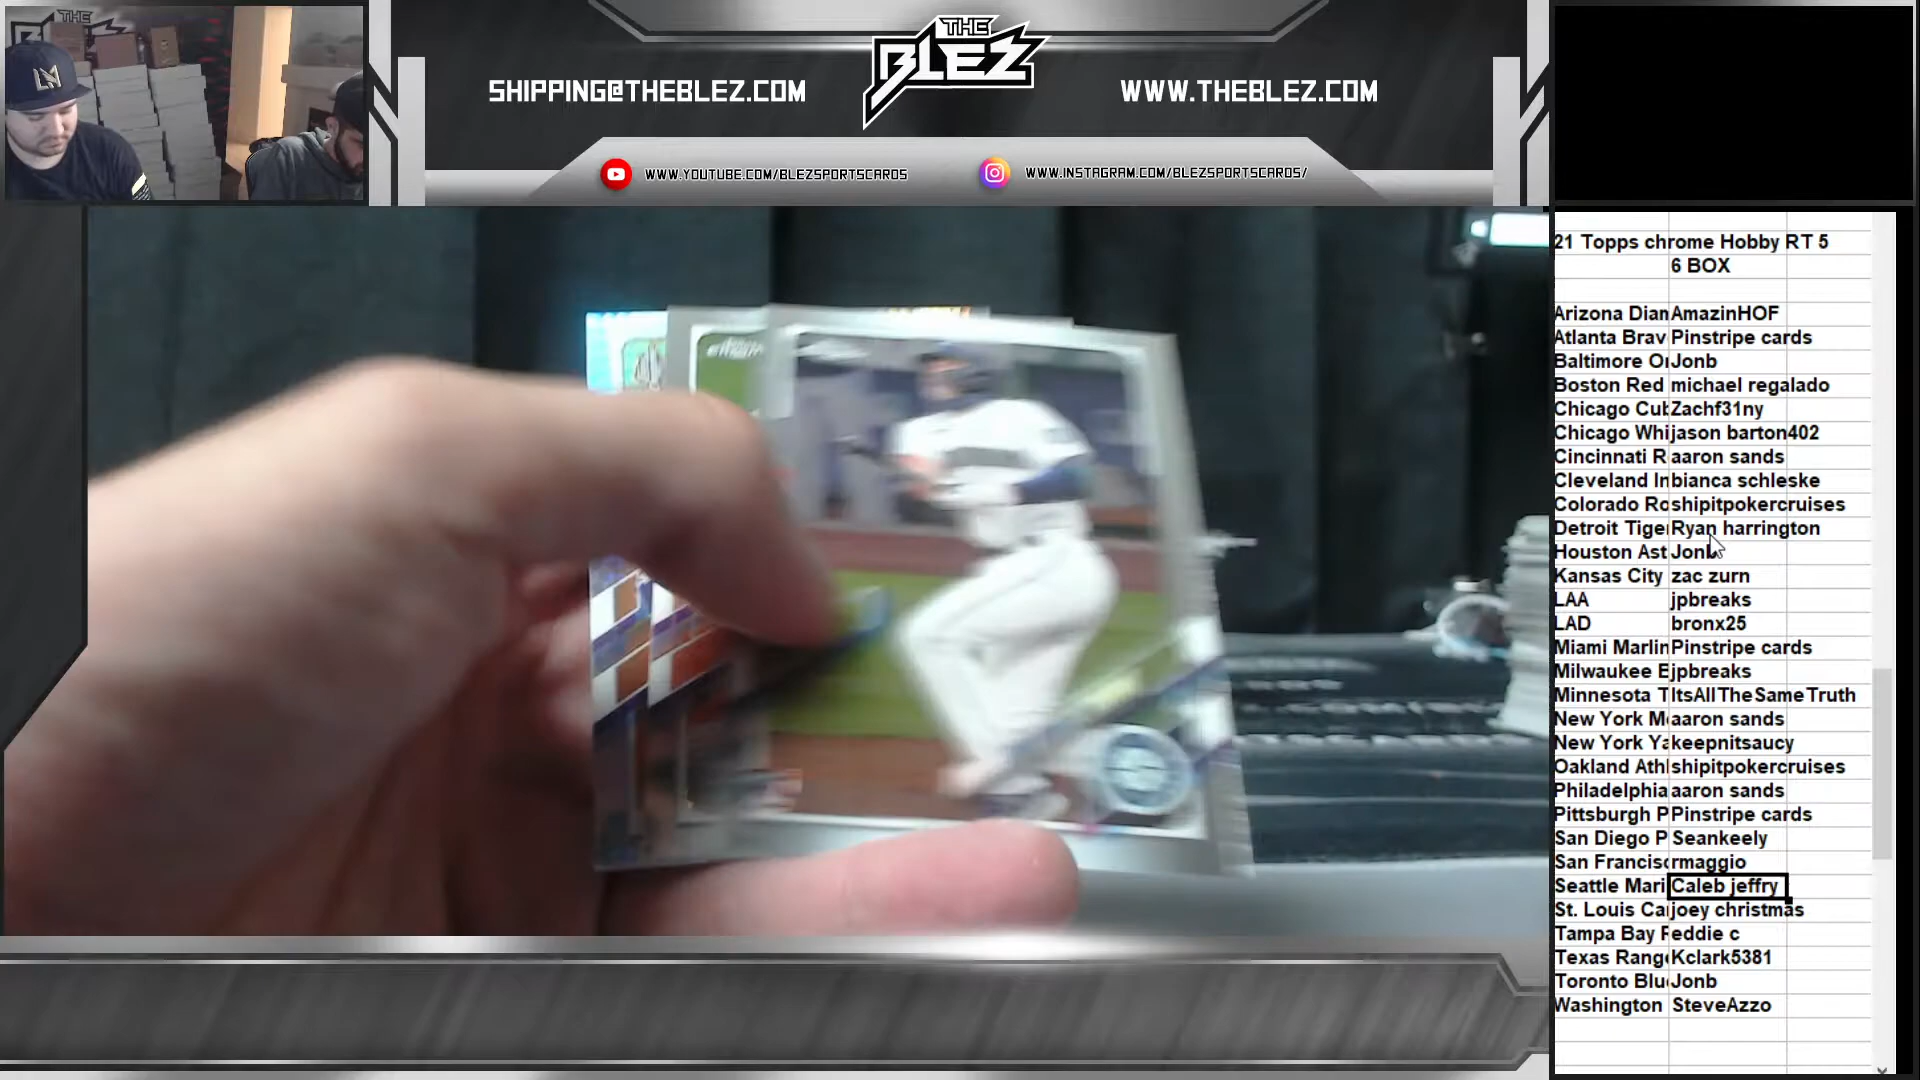 THE
BLEZ
SHIPPING@THEBLEZ.COM
WWW.THEBLEZ.COM
WWW.YOUTUBE.COM/BLEZSPORTSCARDS
WWW.INSTAGRAM.COM/BLEZSPORTSCARDS/
21 Topps chrome Hobby RT 5
6 BOX
Arizona Diam AmazinHOF
Atlanta Brav Pinstripe cards
Baltimore Or Jonb
Boston Red michael regalado
Chicago Cub Zachf31ny
Chicago Whi jason barton402
Cincinnati R aaron sands
Cleveland In bianca schleske
Colorado Ro shipitpokercruises
Detroit Tige Ryan harrington
Houston Ast Jonb
Kansas City zac zurn
LAA jpbreaks
LAD bronx25
Miami Marlin Pinstripe cards
Milwaukee B jpbreaks
Minnesota T ItsAllTheSameTruth
New York M aaron sands
New York Ya keepnitsaucy
Oakland Ath shipitpokercruises
Philadelphia aaron sands
Pittsburgh P Pinstripe cards
San Diego P Seankeely
San Francisc rmaggio
Seattle Mari Caleb jeffry
St. Louis Ca joey christmas
Tampa Bay R eddie c
Texas Range Kclark5381
Toronto Blu Jonb
Washington SteveAzzo